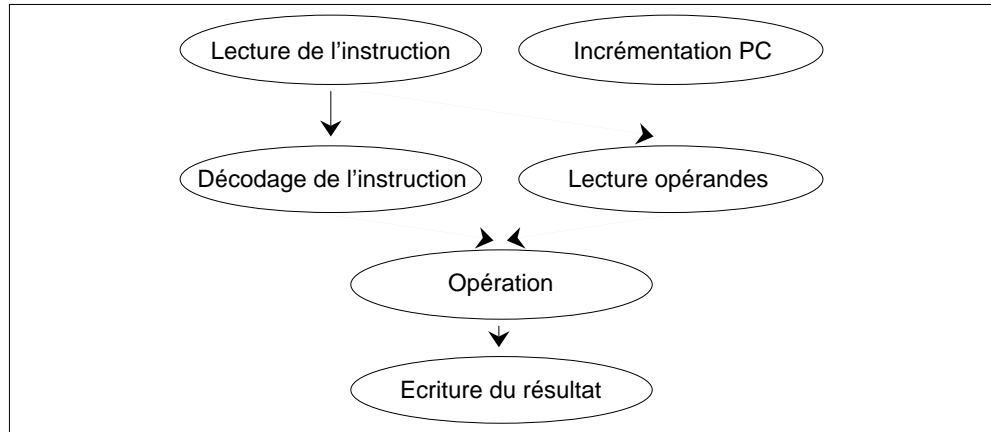 Lecture de l’instruction
Incrémentation PC
Décodage de l’instruction
Lecture opérandes
Opération
Ecriture du résultat